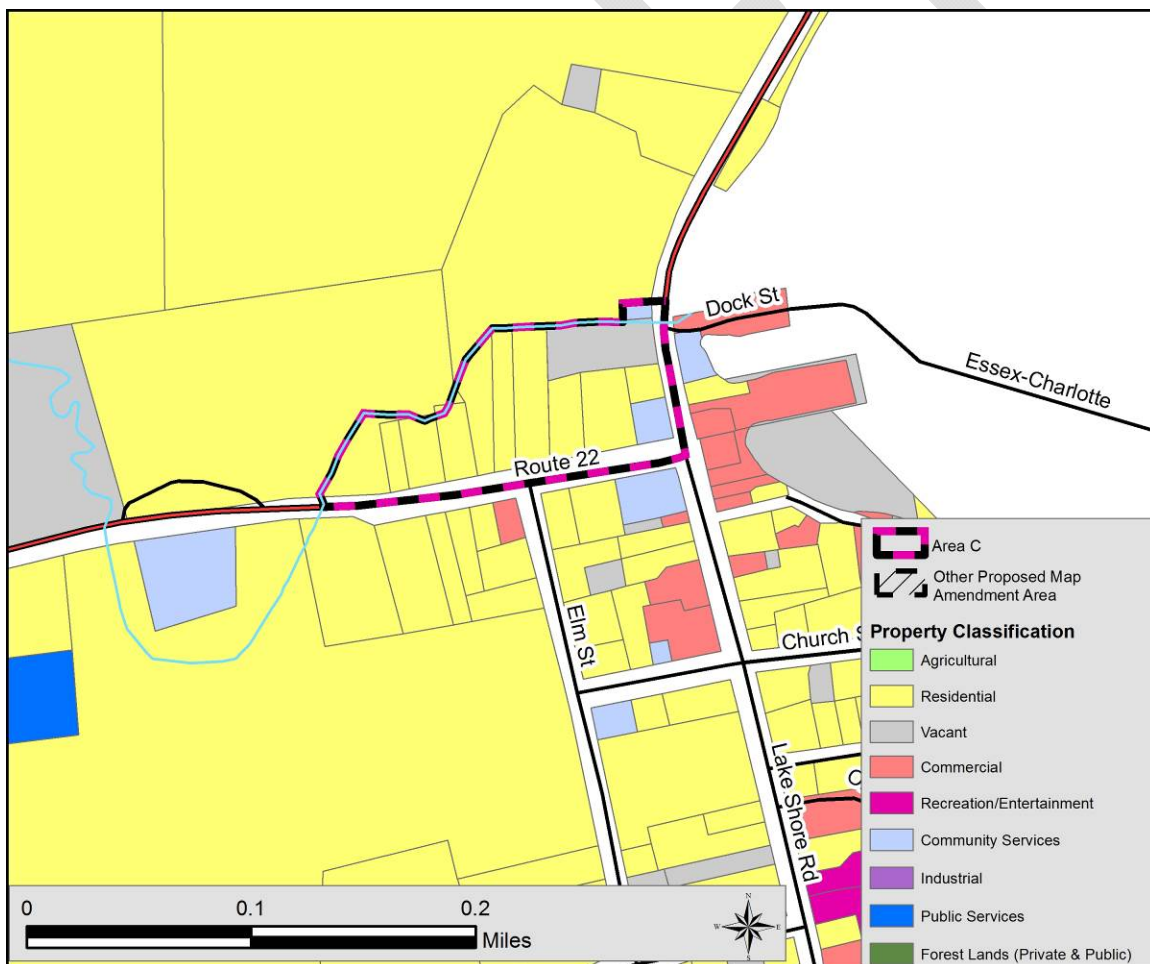 Dock St
Essex-Charlotte
Route 22
Elm St
Church
Lake Shore Rd
Area C
Other Proposed Map
Amendment Area
Property Classification
Agricultural
Residential
Vacant
Commercial
Recreation/Entertainment
Community Services
Industrial
Public Services
Forest Lands (Private & Public)
0 0.1 0.2
Miles
N
W E
S